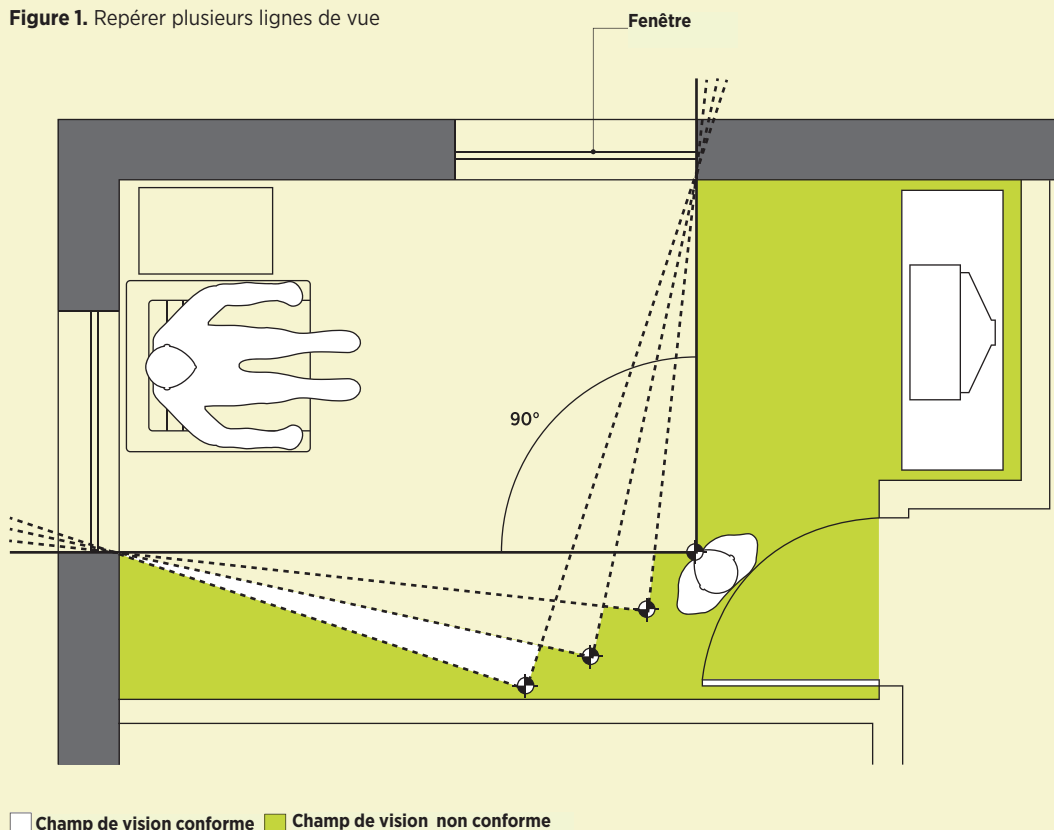 Figure 1. Repérer plusieurs lignes de vue
Fenêtre
90°
Champ de vision conforme
Champ de vision non conforme